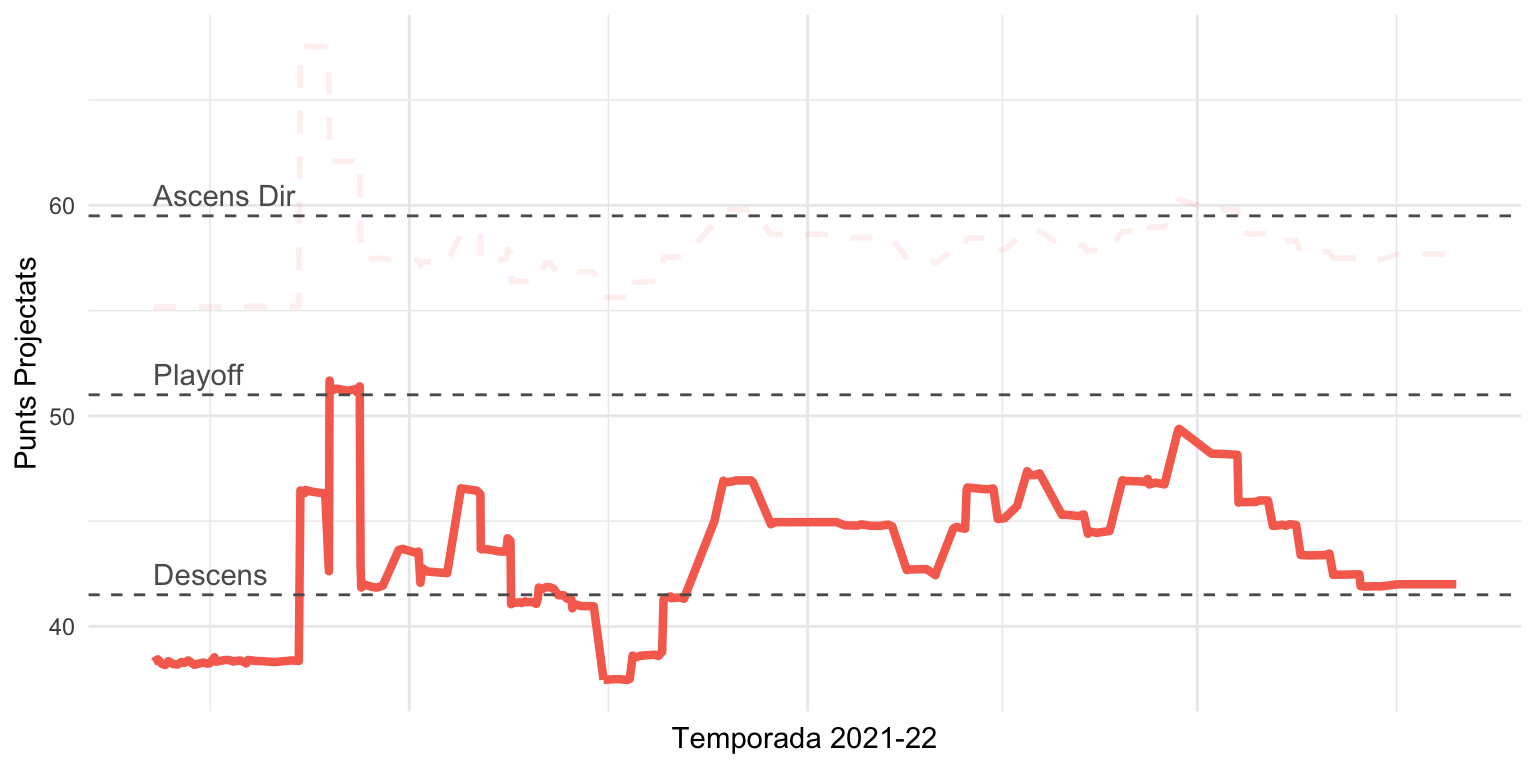 Ascens Dir
60
Playoff
50
Descens
40
Punts Projectats
Temporada 2021-22